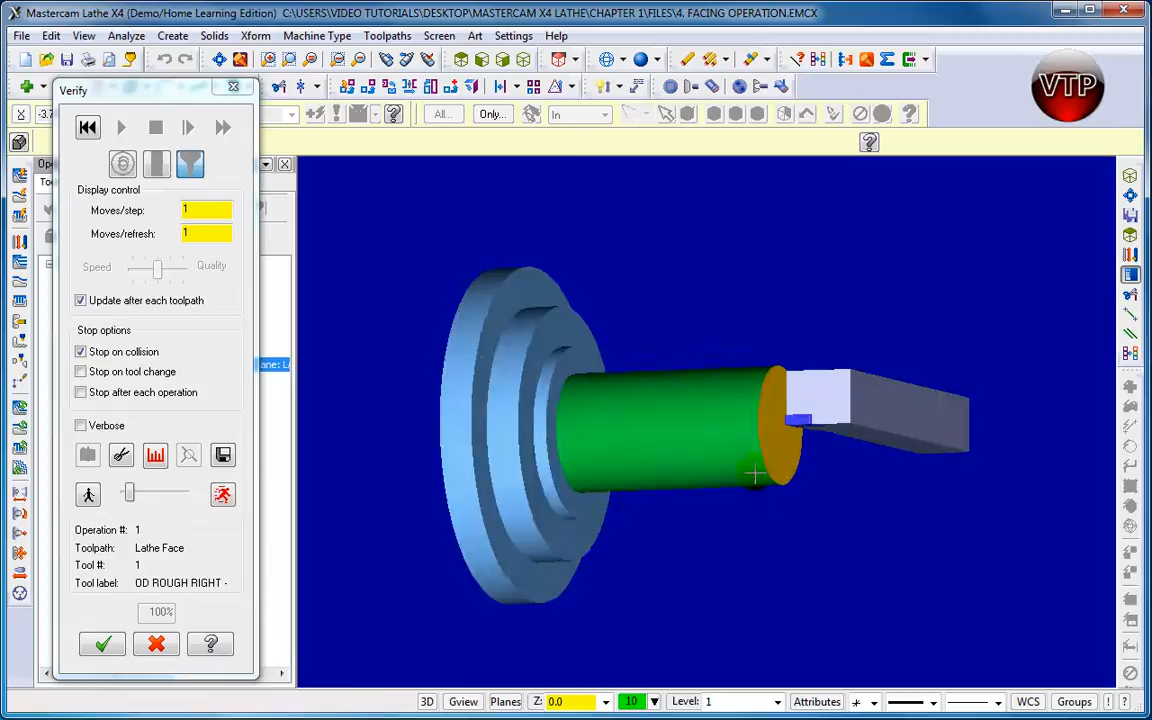 Mastercam Lathe X4 (Demo/Home Learning Edition) C:\USERS\VIDEO TUTORIALS\DESKTOP\MASTERCAM X4 LATHE\CHAPTER 1\FILES\4. FACING OPERATION.EMCX
File Edit View Analyze Create Solids Xform Machine Type Toolpaths Screen Art Settings Help
VTP
Verify
All... Only... In
Display control
Moves/step: 1
Moves/refresh: 1
Speed Quality
Update after each toolpath
Stop options
Stop on collision
Stop on tool change
Stop after each operation
Verbose
Operation #: 1
Toolpath: Lathe Face
Tool #: 1
Tool label: OD ROUGH RIGHT -
100%
3D Gview Planes Z: 0.0 10 Level: 1 Attributes WCS Groups ! ?